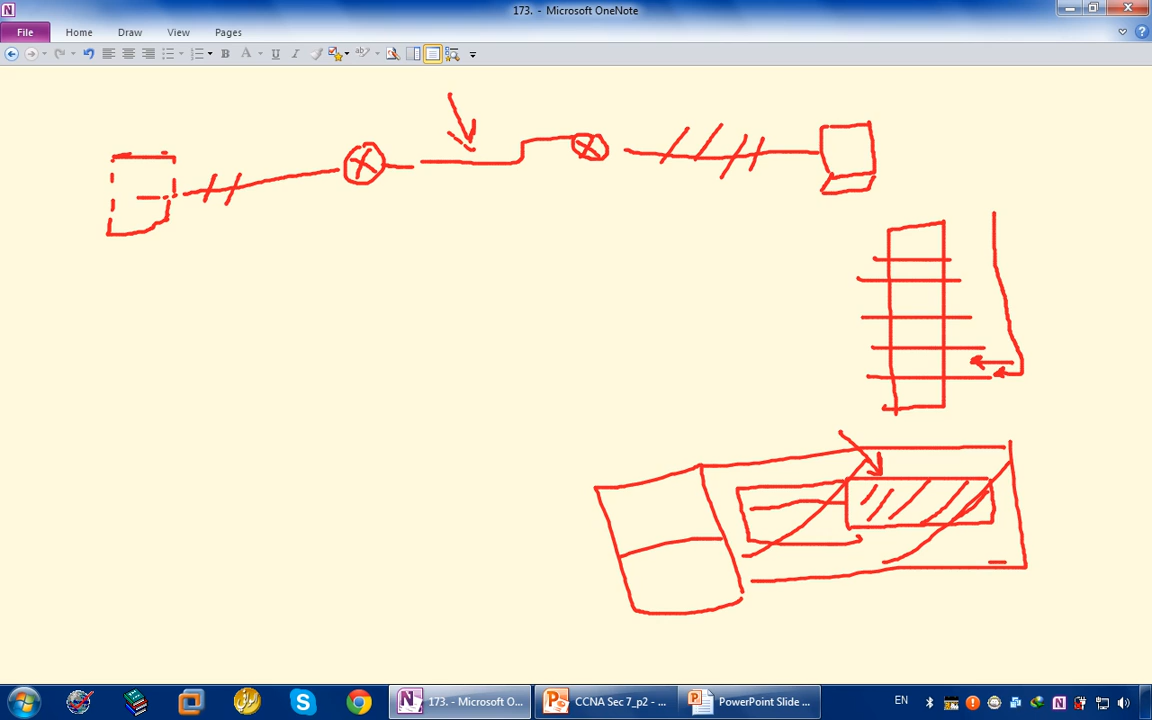 173. - Microsoft OneNote
File Home Draw View Pages
B A U I
173. - Microsoft O... CCNA Sec 7_p2 - ... PowerPoint Slide ... EN